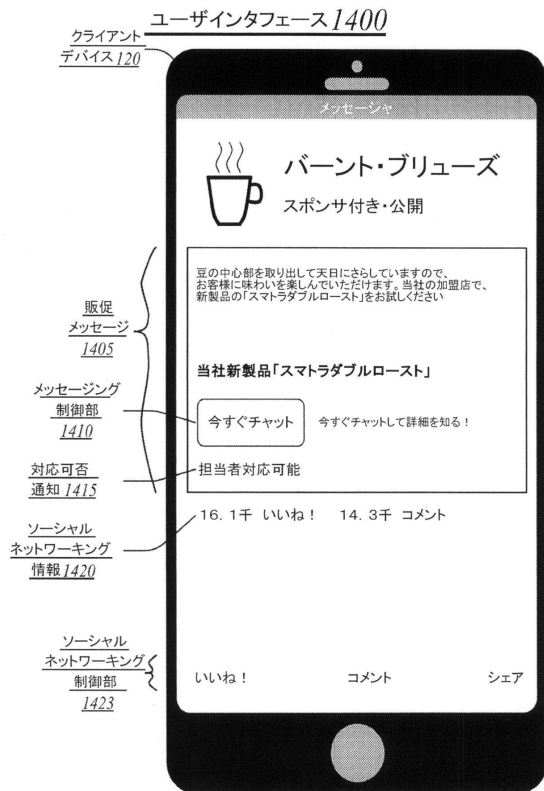 ユーザインタフェース1400
クライアント
デバイス120
メッセージャ
バーント・ブリューズ
スポンサ付き・公開
豆の中心部を取り出して天日にさらしていますので、
お客様に味わいを楽しんでいただけます。当社の加盟店で、
新製品の「スマトラダブルロースト」をお試しください
販促
メッセージ
1405
当社新製品「スマトラダブルロースト」
メッセージング
制御部
1410
今すぐチャット
今すぐチャットして詳細を知る！
対応可否
通知1415
担当者対応可能
ソーシャル
ネットワーキング
情報1420
16．1千 いいね！ 14．3千 コメント
ソーシャル
ネットワーキング
制御部
1423
いいね！ コメント シェア